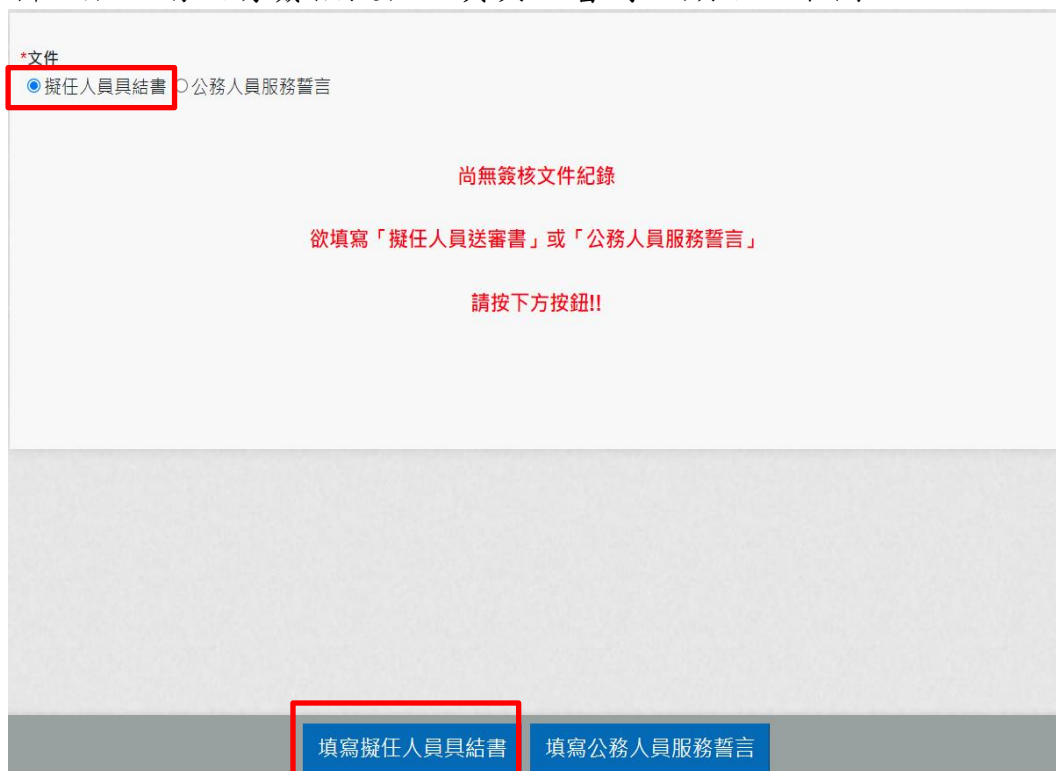 *文件
擬任人員具結書 公務人員服務誓言
尚無簽核文件紀錄
欲填寫「擬任人員送審書」或「公務人員服務誓言」
請按下方按鈕!!
填寫擬任人員具結書 填寫公務人員服務誓言